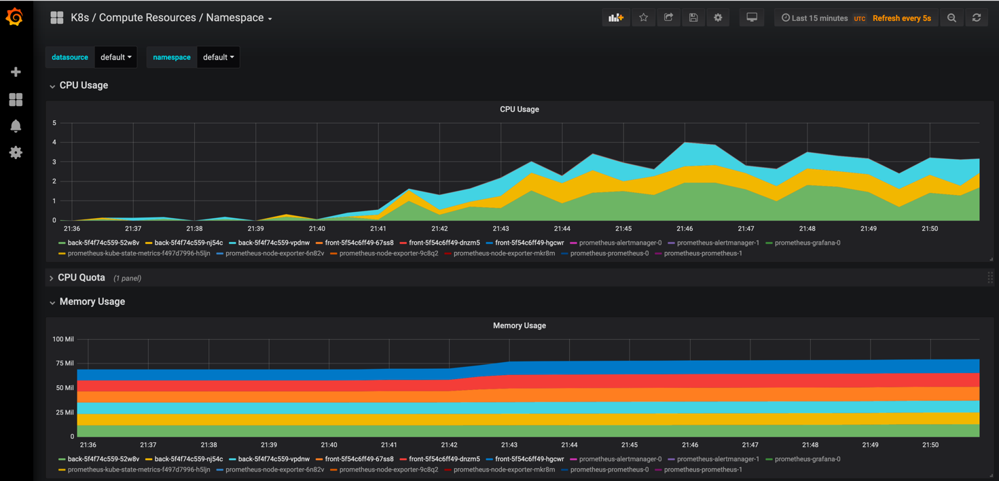 K8s / Compute Resources / Namespace
Last 15 minutes UTC Refresh every 5s
datasource default namespace default
CPU Usage
CPU Usage
5
4
3
2
1
0
21:36 21:37 21:38 21:39 21:40 21:41 21:42 21:43 21:44 21:45 21:46 21:47 21:48 21:49 21:50
back-5f4f74c559-52w8v back-5f4f74c559-nj54c back-5f4f74c559-vpdnw front-5f54c6ff49-67ss8 front-5f54c6ff49-dnzm5 front-5f54c6ff49-hgcwr prometheus-alertmanager-0 prometheus-alertmanager-1 prometheus-grafana-0
prometheus-kube-state-metrics-f497d7996-h5ljn prometheus-node-exporter-6n82v prometheus-node-exporter-9c8q2 prometheus-node-exporter-mkr8m prometheus-prometheus-0 prometheus-prometheus-1
CPU Quota (1 panel)
Memory Usage
Memory Usage
100 Mil
75 Mil
50 Mil
25 Mil
0
21:36 21:37 21:38 21:39 21:40 21:41 21:42 21:43 21:44 21:45 21:46 21:47 21:48 21:49 21:50
back-5f4f74c559-52w8v back-5f4f74c559-nj54c back-5f4f74c559-vpdnw front-5f54c6ff49-67ss8 front-5f54c6ff49-dnzm5 front-5f54c6ff49-hgcwr prometheus-alertmanager-0 prometheus-alertmanager-1 prometheus-grafana-0
prometheus-kube-state-metrics-f497d7996-h5ljn prometheus-node-exporter-6n82v prometheus-node-exporter-9c8q2 prometheus-node-exporter-mkr8m prometheus-prometheus-0 prometheus-prometheus-1